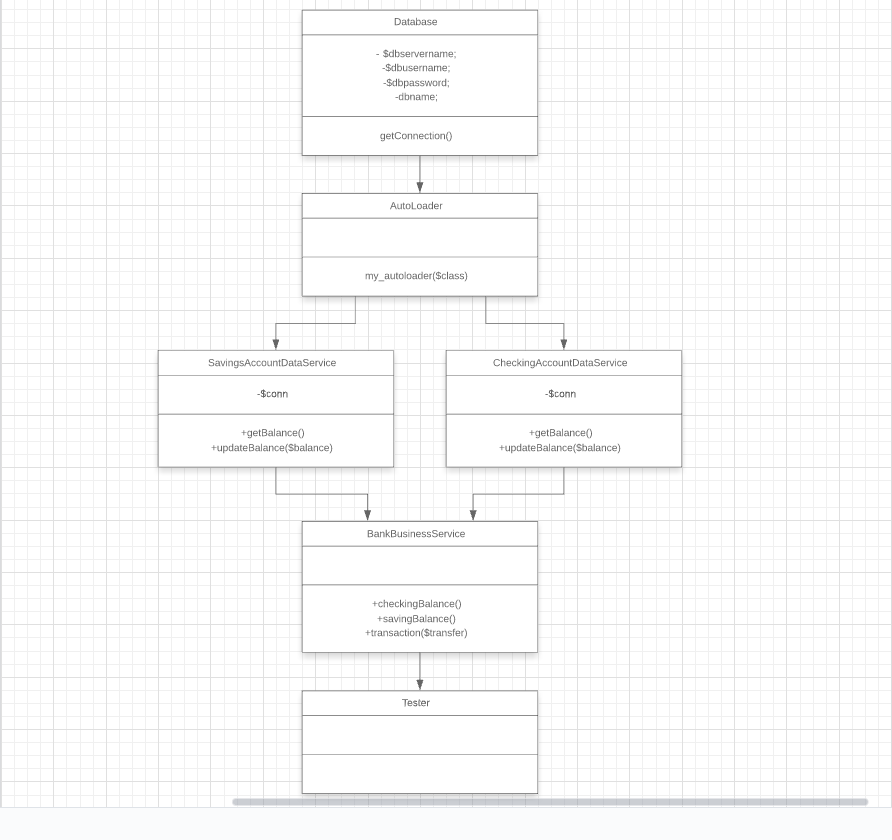 Database
- $dbservername;
-$dbusername;
-$dbpassword;
-dbname;
getConnection()
AutoLoader
my_autoloader($class)
SavingsAccountDataService
-$conn
+getBalance()
+updateBalance($balance)
CheckingAccountDataService
-$conn
+getBalance()
+updateBalance($balance)
BankBusinessService
+checkingBalance()
+savingBalance()
+transaction($transfer)
Tester